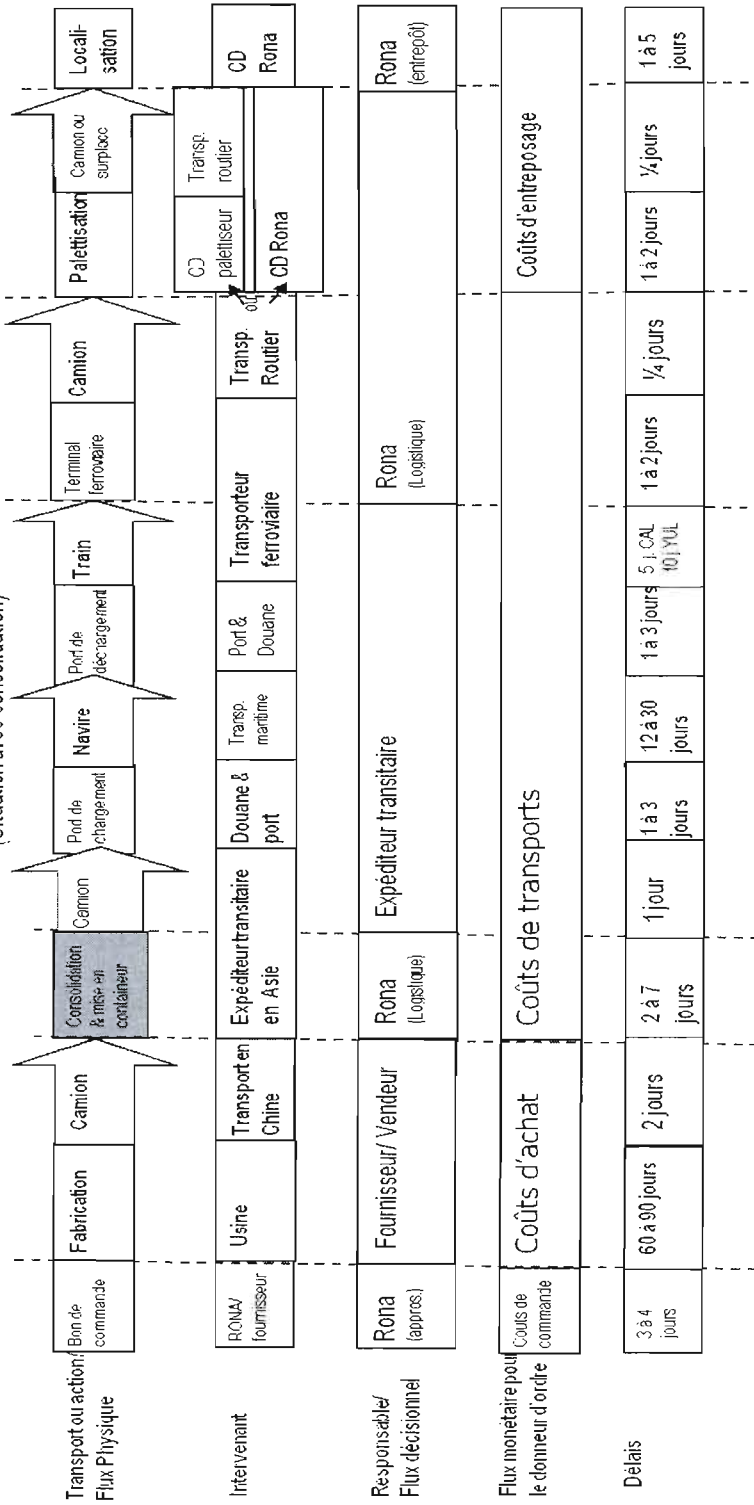 (Situation avec consolidation)
Transport ou action/
Flux Physique
Bon de
commande
Fabrication
Camion
Consolidation
& mise en
containeur
Camion
Port de
chargement
Navire
Port de
déchargement
Train
Terminal
ferroviaire
Camion
Palettisation
Camion ou
surplace
Locali-
sation
Intervenant
RONA/
fournisseur
Usine
Transport en
Chine
Expéditeur transitaire
en Asie
Douane &
port
Transp.
maritime
Port &
Douane
Transporteur
ferroviaire
Transp.
Routier
ou
CD
palettiseur
Transp.
routier
CD Rona
CD
Rona
Responsable/
Flux décisionnel
Rona
(appros.)
Fournisseur/ Vendeur
Rona
(Logistique)
Expéditeur transitaire
Rona
(Logistique)
Rona
(entrepôt)
Flux monétaire pour
le donneur d'ordre
Couts de
commande
Coûts d'achat
Coûts de transports
Coûts d'entreposage
Délais
3 à 4
jours
60 à 90 jours
2 jours
2 à 7
jours
1 jour
1 à 3
jours
12 à 30
jours
1 à 3 jours
5 j. CAL
10 j. YUL
1 à 2 jours
¼ jours
1 à 2 jours
¼ jours
1 à 5
jours